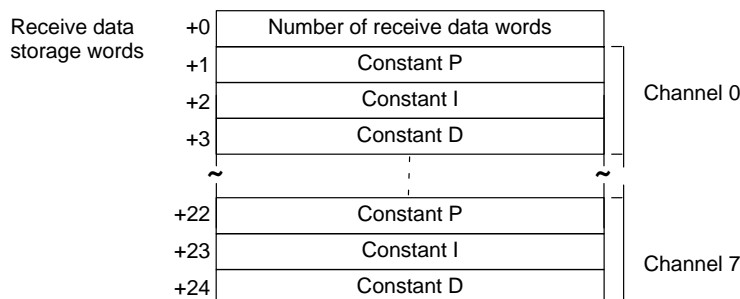 Receive data
storage words
+0 Number of receive data words
+1 Constant P
+2 Constant I
+3 Constant D
Channel 0
+22 Constant P
+23 Constant I
+24 Constant D
Channel 7